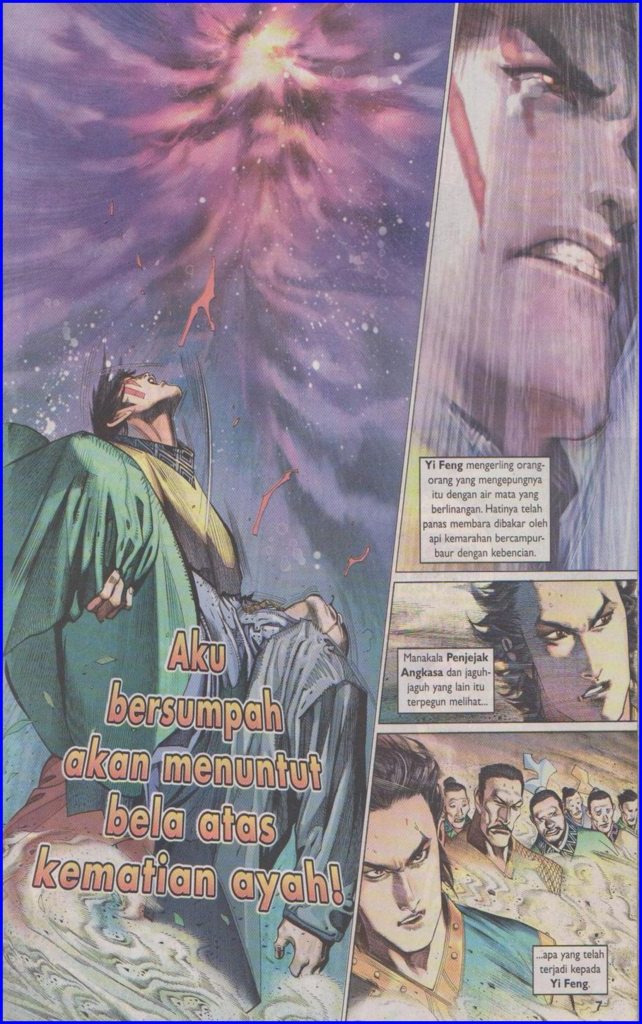 Aku
bersumpah
akan menuntut
bela atas
kematian ayah!
Yi Feng mengerling orang-
orang yang mengepungnya
itu dengan air mata yang
berlinangan. Hatinya telah
panas membara dibakar oleh
api kemarahan bercampur-
baur dengan kebencian.
Manakala Penjejak
Angkasa dan jaguh-
jaguh yang lain itu
terpegun melihat...
...apa yang telah
terjadi kepada
Yi Feng.
7